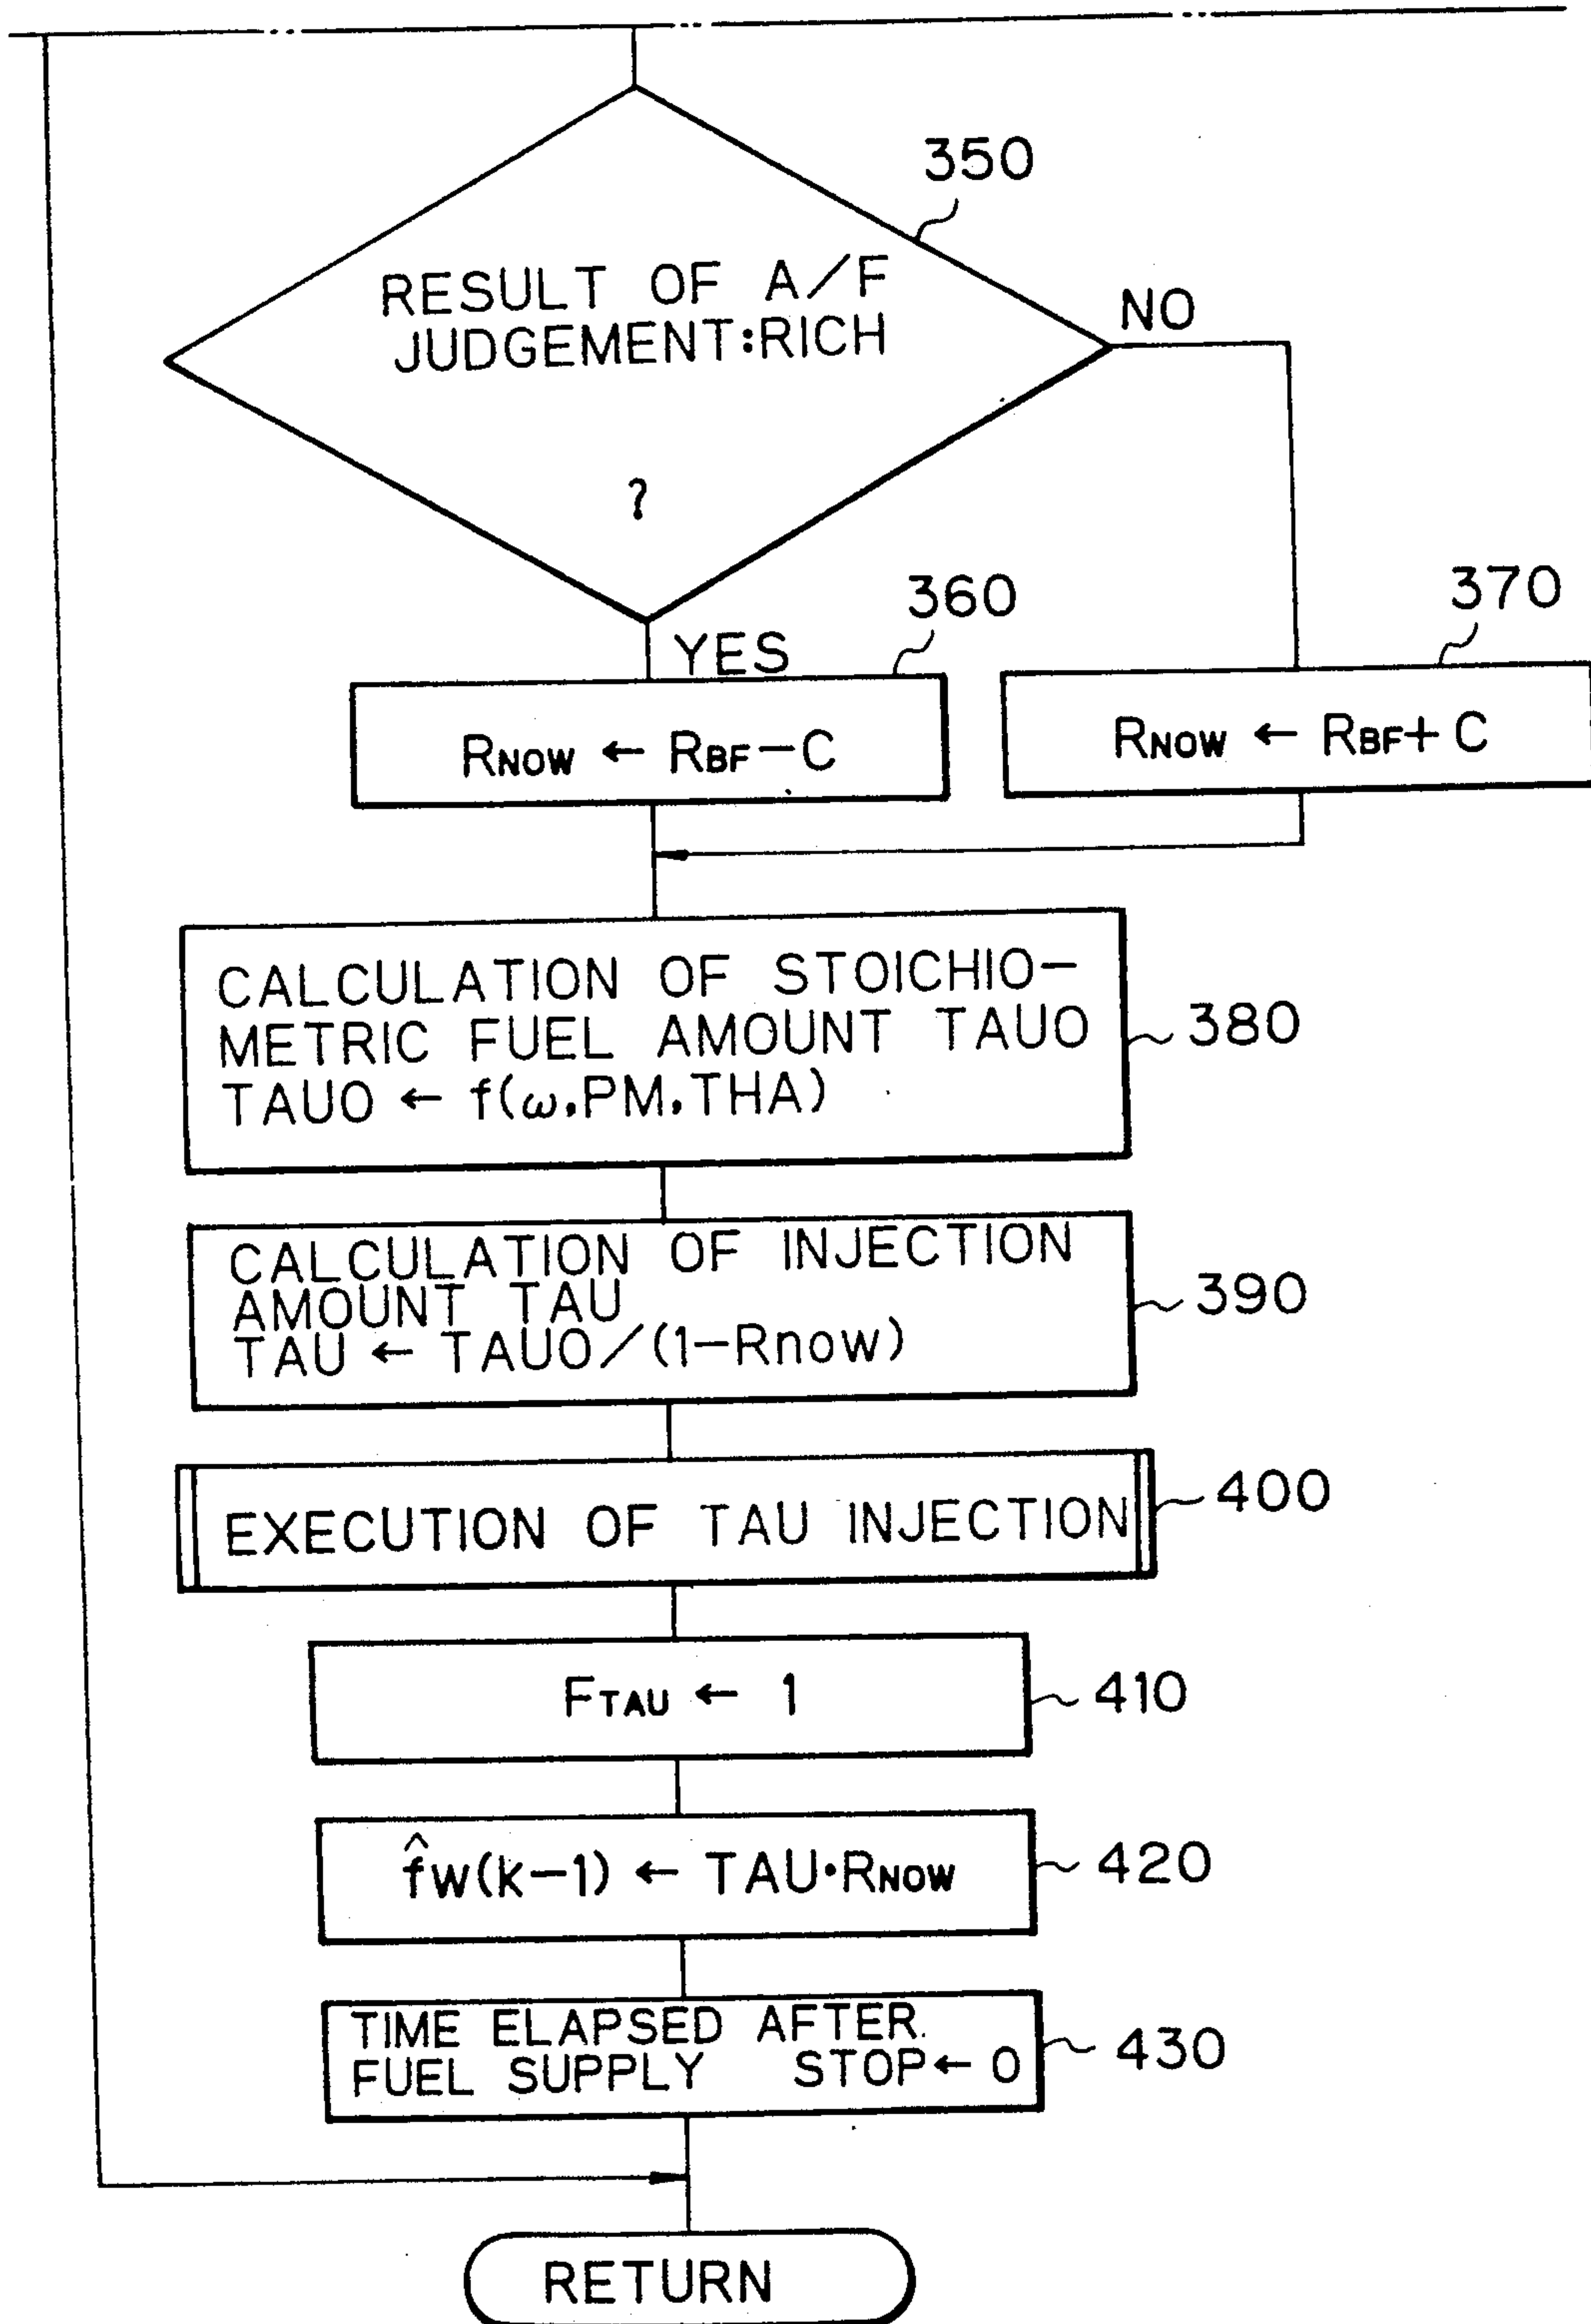 350
RESULT OF A/F
JUDGEMENT:RICH
?
NO
YES
360
370
RNOW ← RBF-C
RNOW ← RBF+C
CALCULATION OF STOICHIO-
METRIC FUEL AMOUNT TAUO
TAUO ← f(ω.PM.THA)
380
CALCULATION OF INJECTION
AMOUNT TAU
TAU ← TAUO/(1-Rnow)
390
EXECUTION OF TAU INJECTION
400
FTAU ← 1
410
f̂w(k-1) ← TAU·RNOW
420
TIME ELAPSED AFTER.
FUEL SUPPLY STOP← 0
430
RETURN